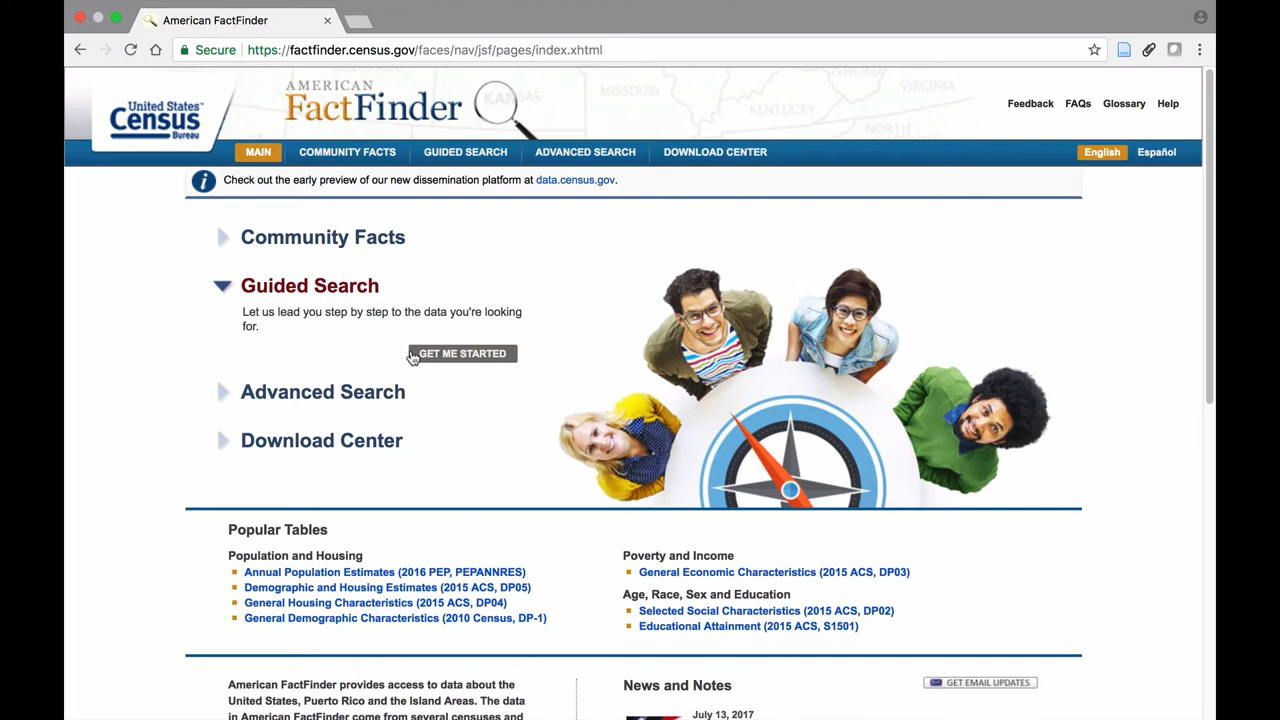 American FactFinder
Secure https://factfinder.census.gov/faces/nav/jsf/pages/index.xhtml
United States™
Census
Bureau
AMERICAN
FactFinder
KANSAS
MISSOURI
KENTUCKY
VIRGINIA
NORTH
Feedback FAQs Glossary Help
MAIN COMMUNITY FACTS GUIDED SEARCH ADVANCED SEARCH DOWNLOAD CENTER English Español
Check out the early preview of our new dissemination platform at data.census.gov.
Community Facts
Guided Search
Let us lead you step by step to the data you're looking
for.
GET ME STARTED
Advanced Search
Download Center
Popular Tables
Population and Housing
Annual Population Estimates (2016 PEP, PEPANNRES)
Demographic and Housing Estimates (2015 ACS, DP05)
General Housing Characteristics (2015 ACS, DP04)
General Demographic Characteristics (2010 Census, DP-1)
Poverty and Income
General Economic Characteristics (2015 ACS, DP03)
Age, Race, Sex and Education
Selected Social Characteristics (2015 ACS, DP02)
Educational Attainment (2015 ACS, S1501)
American FactFinder provides access to data about the
United States, Puerto Rico and the Island Areas. The data
in American FactFinder come from several censuses and
News and Notes
GET EMAIL UPDATES
July 13, 2017